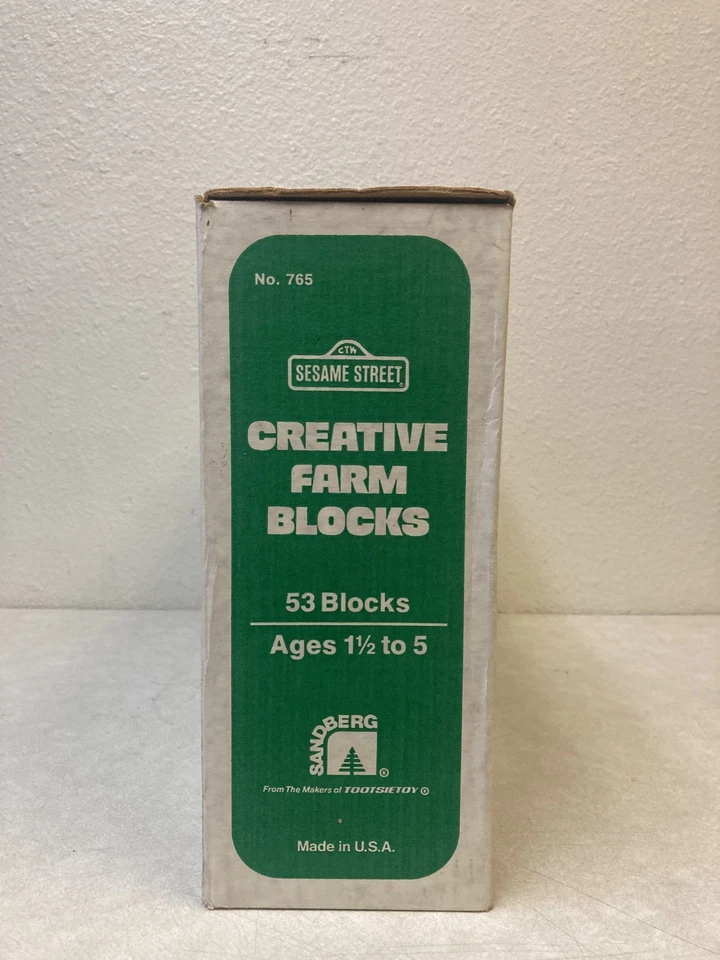 No. 765
CTW
SESAME STREET®
CREATIVE
FARM
BLOCKS
53 Blocks
Ages 1½ to 5
SANDBERG ®
From The Makers of TOOTSIETOY ®
Made in U.S.A.